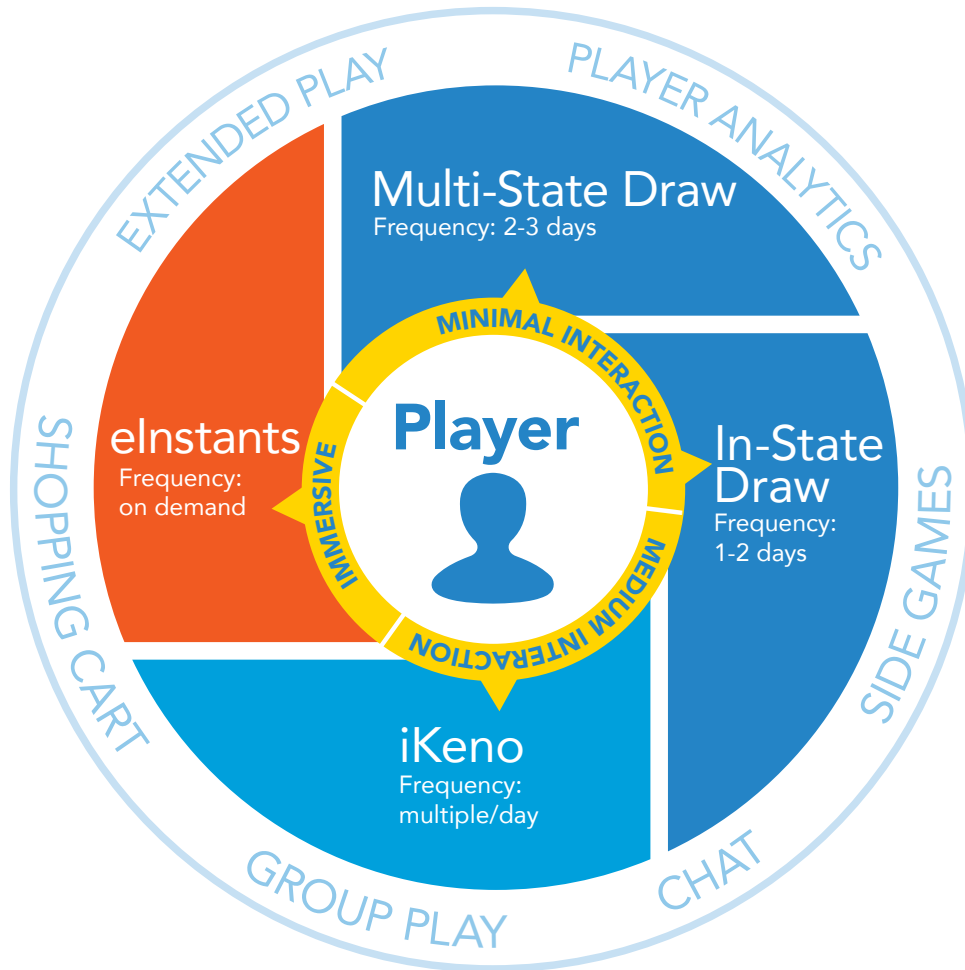 EXTENDED PLAY
PLAYER ANALYTICS
Multi-State Draw
Frequency: 2-3 days
MINIMAL INTERACTION
Player
eInstants
Frequency:
on demand
IMMERSIVE
In-State
Draw
Frequency:
1-2 days
MEDIUM INTERACTION
iKeno
Frequency:
multiple/day
SHOPPING CART
SIDE GAMES
GROUP PLAY
CHAT